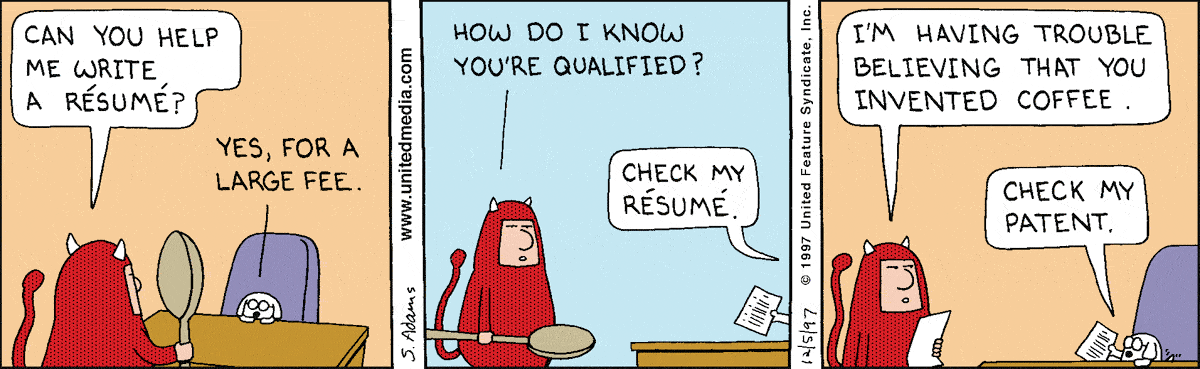 CAN YOU HELP
ME WRITE
A RÉSUMÉ?
YES, FOR A
LARGE FEE.
S. Adams
www.unitedmedia.com
HOW DO I KNOW
YOU'RE QUALIFIED?
CHECK MY
RÉSUMÉ.
12/5/97
© 1997 United Feature Syndicate, Inc.
I'M HAVING TROUBLE
BELIEVING THAT YOU
INVENTED COFFEE.
CHECK MY
PATENT.